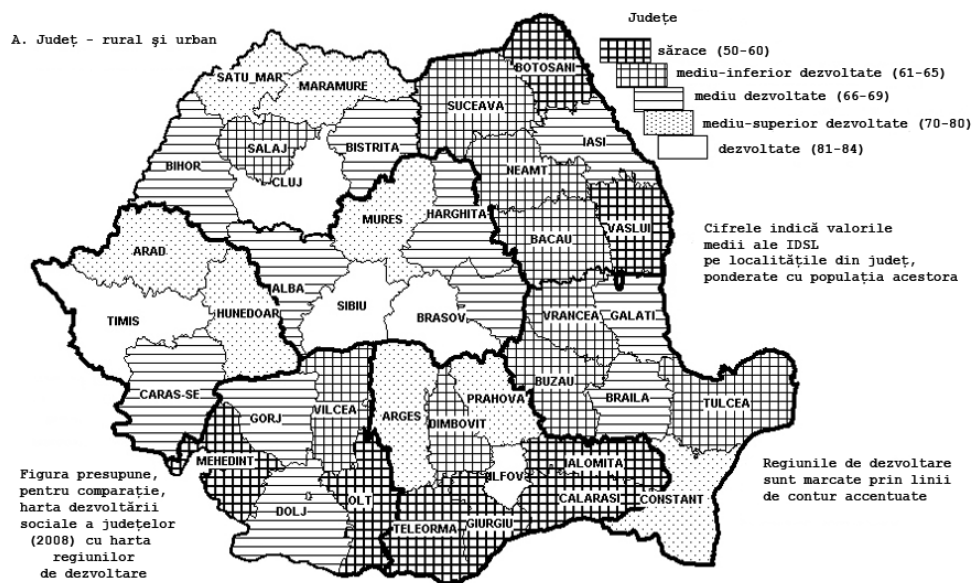 A. Județ - rural și urban
Județe
sărace (50-60)
mediu-inferior dezvoltate (61-65)
mediu dezvoltate (66-69)
mediu-superior dezvoltate (70-80)
dezvoltate (81-84)
BOTOSANI
SATU_MAR
MARAMURE
SUCEAVA
IASI
SALAJ
BISTRITA
BIHOR
NEAMT
CLUJ
MURES
HARGHITA
VASLUI
BACAU
Cifrele indică valorile
medii ale IDSL
pe localitățile din județ,
ponderate cu populația acestora
ARAD
ALBA
SIBIU
BRASOV
TIMIS
HUNEDOAR
VRANCEA
GALATI
CARAS-SE
GORJ
VILCEA
ARGES
DIMBOVIT
PRAHOVA
BUZAU
BRAILA
TULCEA
MEHEDINT
ILFOV
IALOMITA
DOLJ
OLT
TELEORMA
GIURGIU
CALARASI
CONSTANT
Figura presupune,
pentru comparație,
harta dezvoltării
sociale a județelor
(2008) cu harta
regiunilor
de dezvoltare
Regiunile de dezvoltare
sunt marcate prin linii
de contur accentuate